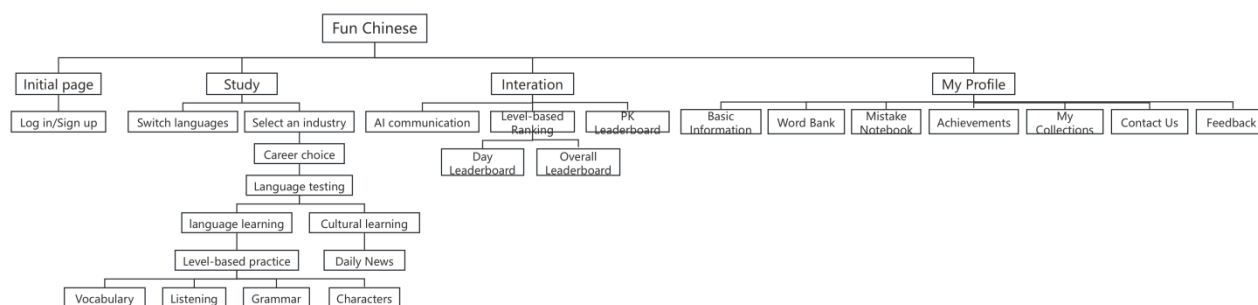 Fun Chinese
Initial page
Study
Interation
My Profile
Log in/Sign up
Switch languages
Select an industry
AI communication
Level-based
Ranking
PK
Leaderboard
Basic
Information
Word Bank
Mistake
Notebook
Achievements
My
Collections
Contact Us
Feedback
Career choice
Day
Leaderboard
Overall
Leaderboard
Language testing
language learning
Cultural learning
Level-based practice
Daily News
Vocabulary
Listening
Grammar
Characters